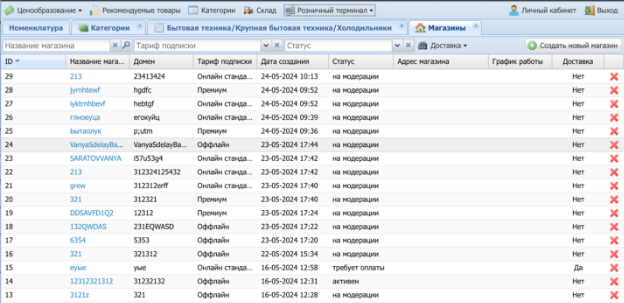 Ценообразование Рекомендуемые товары Категории Склад Розничный терминал Личный кабинет Выход
Номенклатура Категории Бытовая техника/Крупная бытовая техника/Холодильники Магазины
Название магазина Тариф подписки Статус Доставка Создать новый магазин
ID Название мага... Домен Тариф подписки Дата создания Статус Адрес магазина График работы Доставка
29 213 23413424 Онлайн станда... 24-05-2024 10:13 на модерации Нет
28 jyrnhtewf hgdfc Премиум 24-05-2024 09:52 на модерации Нет
27 lyktrnhbevf hebtgf Премиум 24-05-2024 09:52 на модерации Нет
26 глноеуца егокуйц Онлайн станда... 24-05-2024 09:39 на модерации Нет
25 Ьытаолук p;utm Премиум 24-05-2024 09:36 на модерации Нет
24 VanyaSdelayBa... VanyaSdelayBa... Оффлайн 23-05-2024 17:44 на модерации Нет
23 SARATOVVANYA i57u53g4 Онлайн станда... 23-05-2024 17:42 на модерации Нет
22 213 312324125432 Онлайн станда... 23-05-2024 17:42 на модерации Нет
21 grew 312312erff Онлайн станда... 23-05-2024 17:40 на модерации Нет
20 321 312321 Премиум 23-05-2024 17:40 на модерации Нет
19 DDSAVFD1Q2 12312 Премиум 23-05-2024 17:24 на модерации Нет
18 132QWDAS 231EQWASD Оффлайн 23-05-2024 17:22 на модерации Нет
17 6354 5353 Оффлайн 23-05-2024 17:20 на модерации Нет
16 321 321312 Оффлайн 22-05-2024 15:34 на модерации Нет
15 еуые уые Онлайн станда... 16-05-2024 12:58 требует оплаты Да
14 12312321312 31232132 Оффлайн 16-05-2024 12:31 активен Нет
13 3121z 321 Оффлайн 16-05-2024 12:28 на модерации Нет